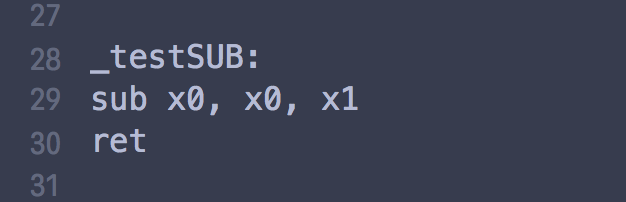 27
28 _testSUB:
29 sub x0, x0, x1
30 ret
31